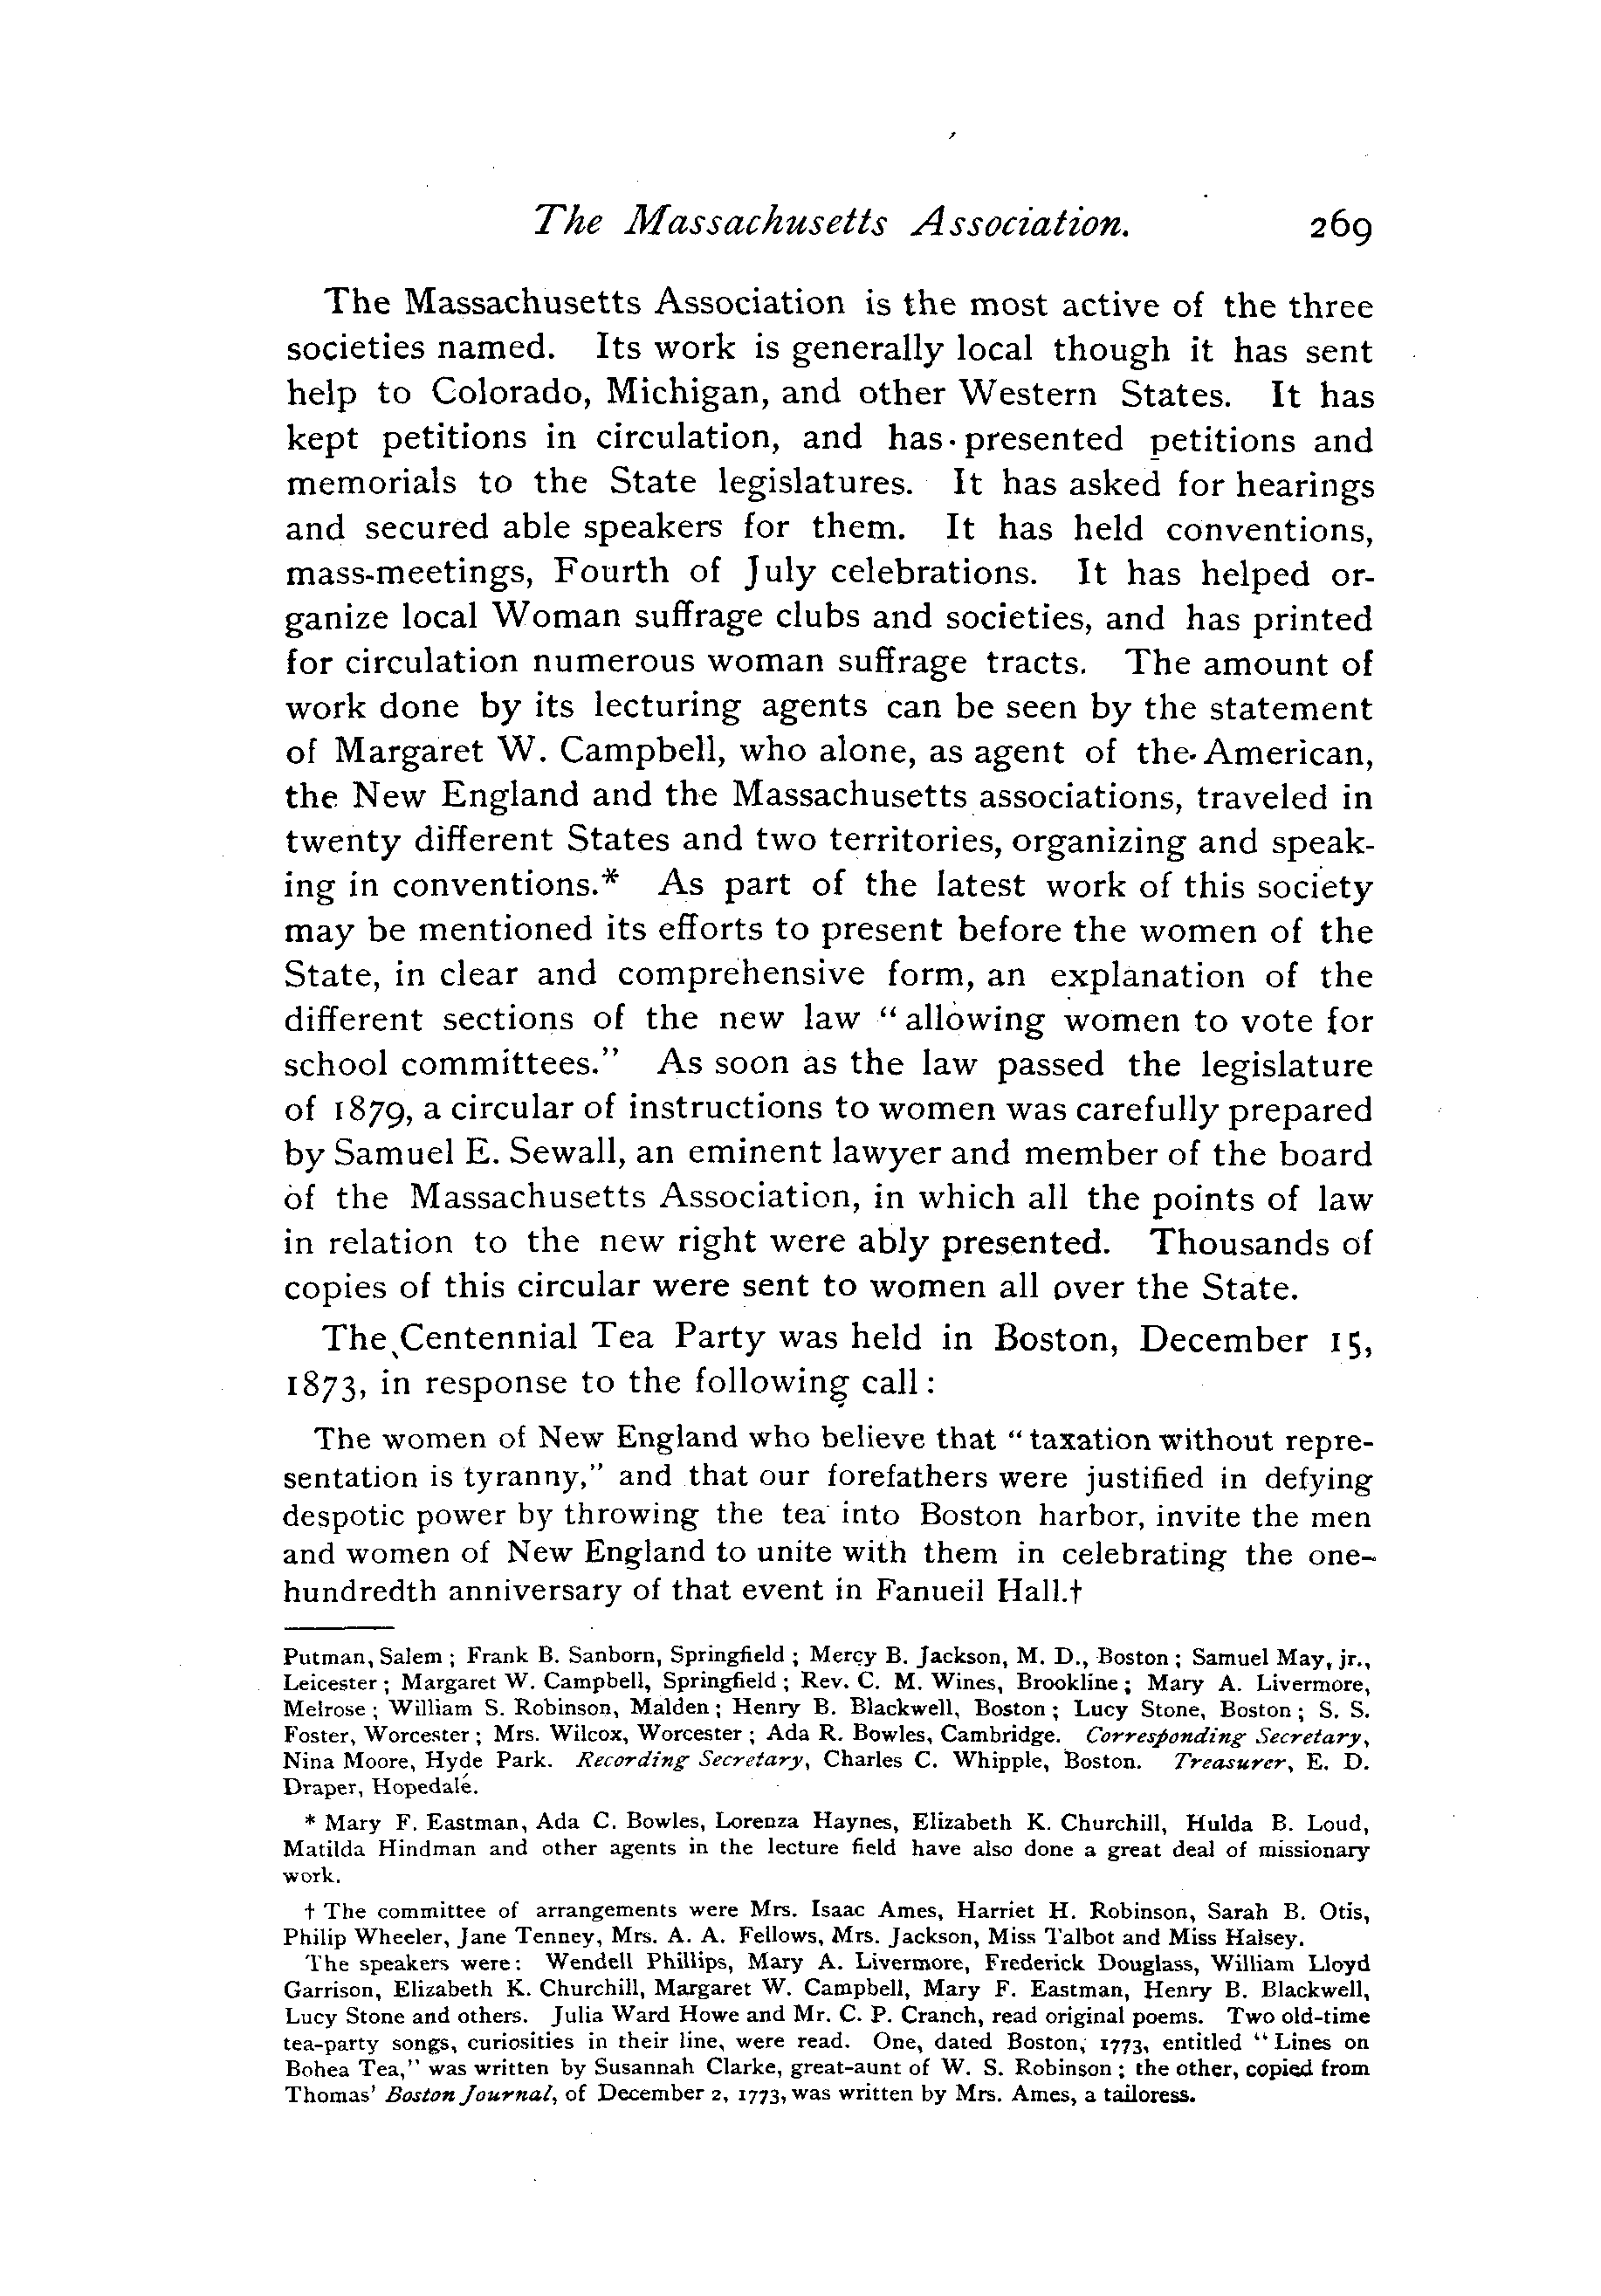 The Massachusetts Association. 269
The Massachusetts Association is the most active of the three
societies named. Its work is generally local though it has sent
help to Colorado, Michigan, and other Western States. It has
kept petitions in circulation, and has presented petitions and
memorials to the State legislatures. It has asked for hearings
and secured able speakers for them. It has held conventions,
mass-meetings, Fourth of July celebrations. It has helped or-
ganize local Woman suffrage clubs and societies, and has printed
for circulation numerous woman suffrage tracts. The amount of
work done by its lecturing agents can be seen by the statement
of Margaret W. Campbell, who alone, as agent of the American,
the New England and the Massachusetts associations, traveled in
twenty different States and two territories, organizing and speak-
ing in conventions.* As part of the latest work of this society
may be mentioned its efforts to present before the women of the
State, in clear and comprehensive form, an explanation of the
different sections of the new law “allowing women to vote for
school committees.” As soon as the law passed the legislature
of 1879, a circular of instructions to women was carefully prepared
by Samuel E. Sewall, an eminent lawyer and member of the board
of the Massachusetts Association, in which all the points of law
in relation to the new right were ably presented. Thousands of
copies of this circular were sent to women all over the State.
The Centennial Tea Party was held in Boston, December 15,
1873, in response to the following call:
The women of New England who believe that “taxation without repre-
sentation is tyranny,” and that our forefathers were justified in defying
despotic power by throwing the tea into Boston harbor, invite the men
and women of New England to unite with them in celebrating the one-
hundredth anniversary of that event in Fanueil Hall.†
Putman, Salem; Frank B. Sanborn, Springfield; Mercy B. Jackson, M. D., Boston; Samuel May, jr.,
Leicester; Margaret W. Campbell, Springfield; Rev. C. M. Wines, Brookline; Mary A. Livermore,
Melrose; William S. Robinson, Malden; Henry B. Blackwell, Boston; Lucy Stone, Boston; S. S.
Foster, Worcester; Mrs. Wilcox, Worcester; Ada R. Bowles, Cambridge. Corresponding Secretary,
Nina Moore, Hyde Park. Recording Secretary, Charles C. Whipple, Boston. Treasurer, E. D.
Draper, Hopedale.
* Mary F. Eastman, Ada C. Bowles, Lorenza Haynes, Elizabeth K. Churchill, Hulda B. Loud,
Matilda Hindman and other agents in the lecture field have also done a great deal of missionary
work.
† The committee of arrangements were Mrs. Isaac Ames, Harriet H. Robinson, Sarah B. Otis,
Philip Wheeler, Jane Tenney, Mrs. A. A. Fellows, Mrs. Jackson, Miss Talbot and Miss Halsey.
The speakers were: Wendell Phillips, Mary A. Livermore, Frederick Douglass, William Lloyd
Garrison, Elizabeth K. Churchill, Margaret W. Campbell, Mary F. Eastman, Henry B. Blackwell,
Lucy Stone and others. Julia Ward Howe and Mr. C. P. Cranch, read original poems. Two old-time
tea-party songs, curiosities in their line, were read. One, dated Boston, 1773, entitled “Lines on
Bohea Tea,” was written by Susannah Clarke, great-aunt of W. S. Robinson; the other, copied from
Thomas’ Boston Journal, of December 2, 1773, was written by Mrs. Ames, a tailoress.